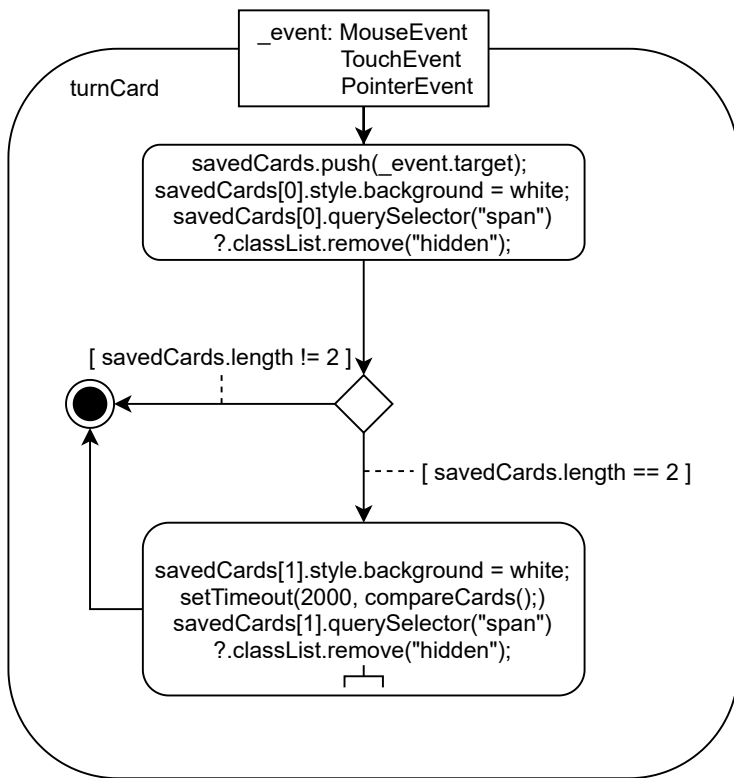 _event: MouseEvent
TouchEvent
PointerEvent
turnCard
savedCards.push(_event.target);
savedCards[0].style.background = white;
savedCards[0].querySelector("span")
?.classList.remove("hidden");
[ savedCards.length != 2 ]
[ savedCards.length == 2 ]
savedCards[1].style.background = white;
setTimeout(2000, compareCards();)
savedCards[1].querySelector("span")
?.classList.remove("hidden");